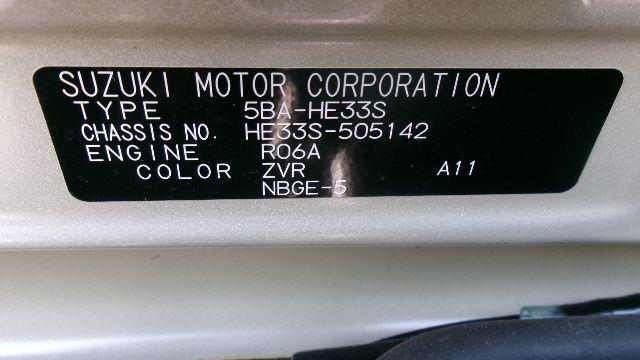 SUZUKI MOTOR CORPORATION
TYPE 5BA-HE33S
CHASSIS NO. HE33S-505142
ENGINE R06A
COLOR ZVR A11
NBGE-5